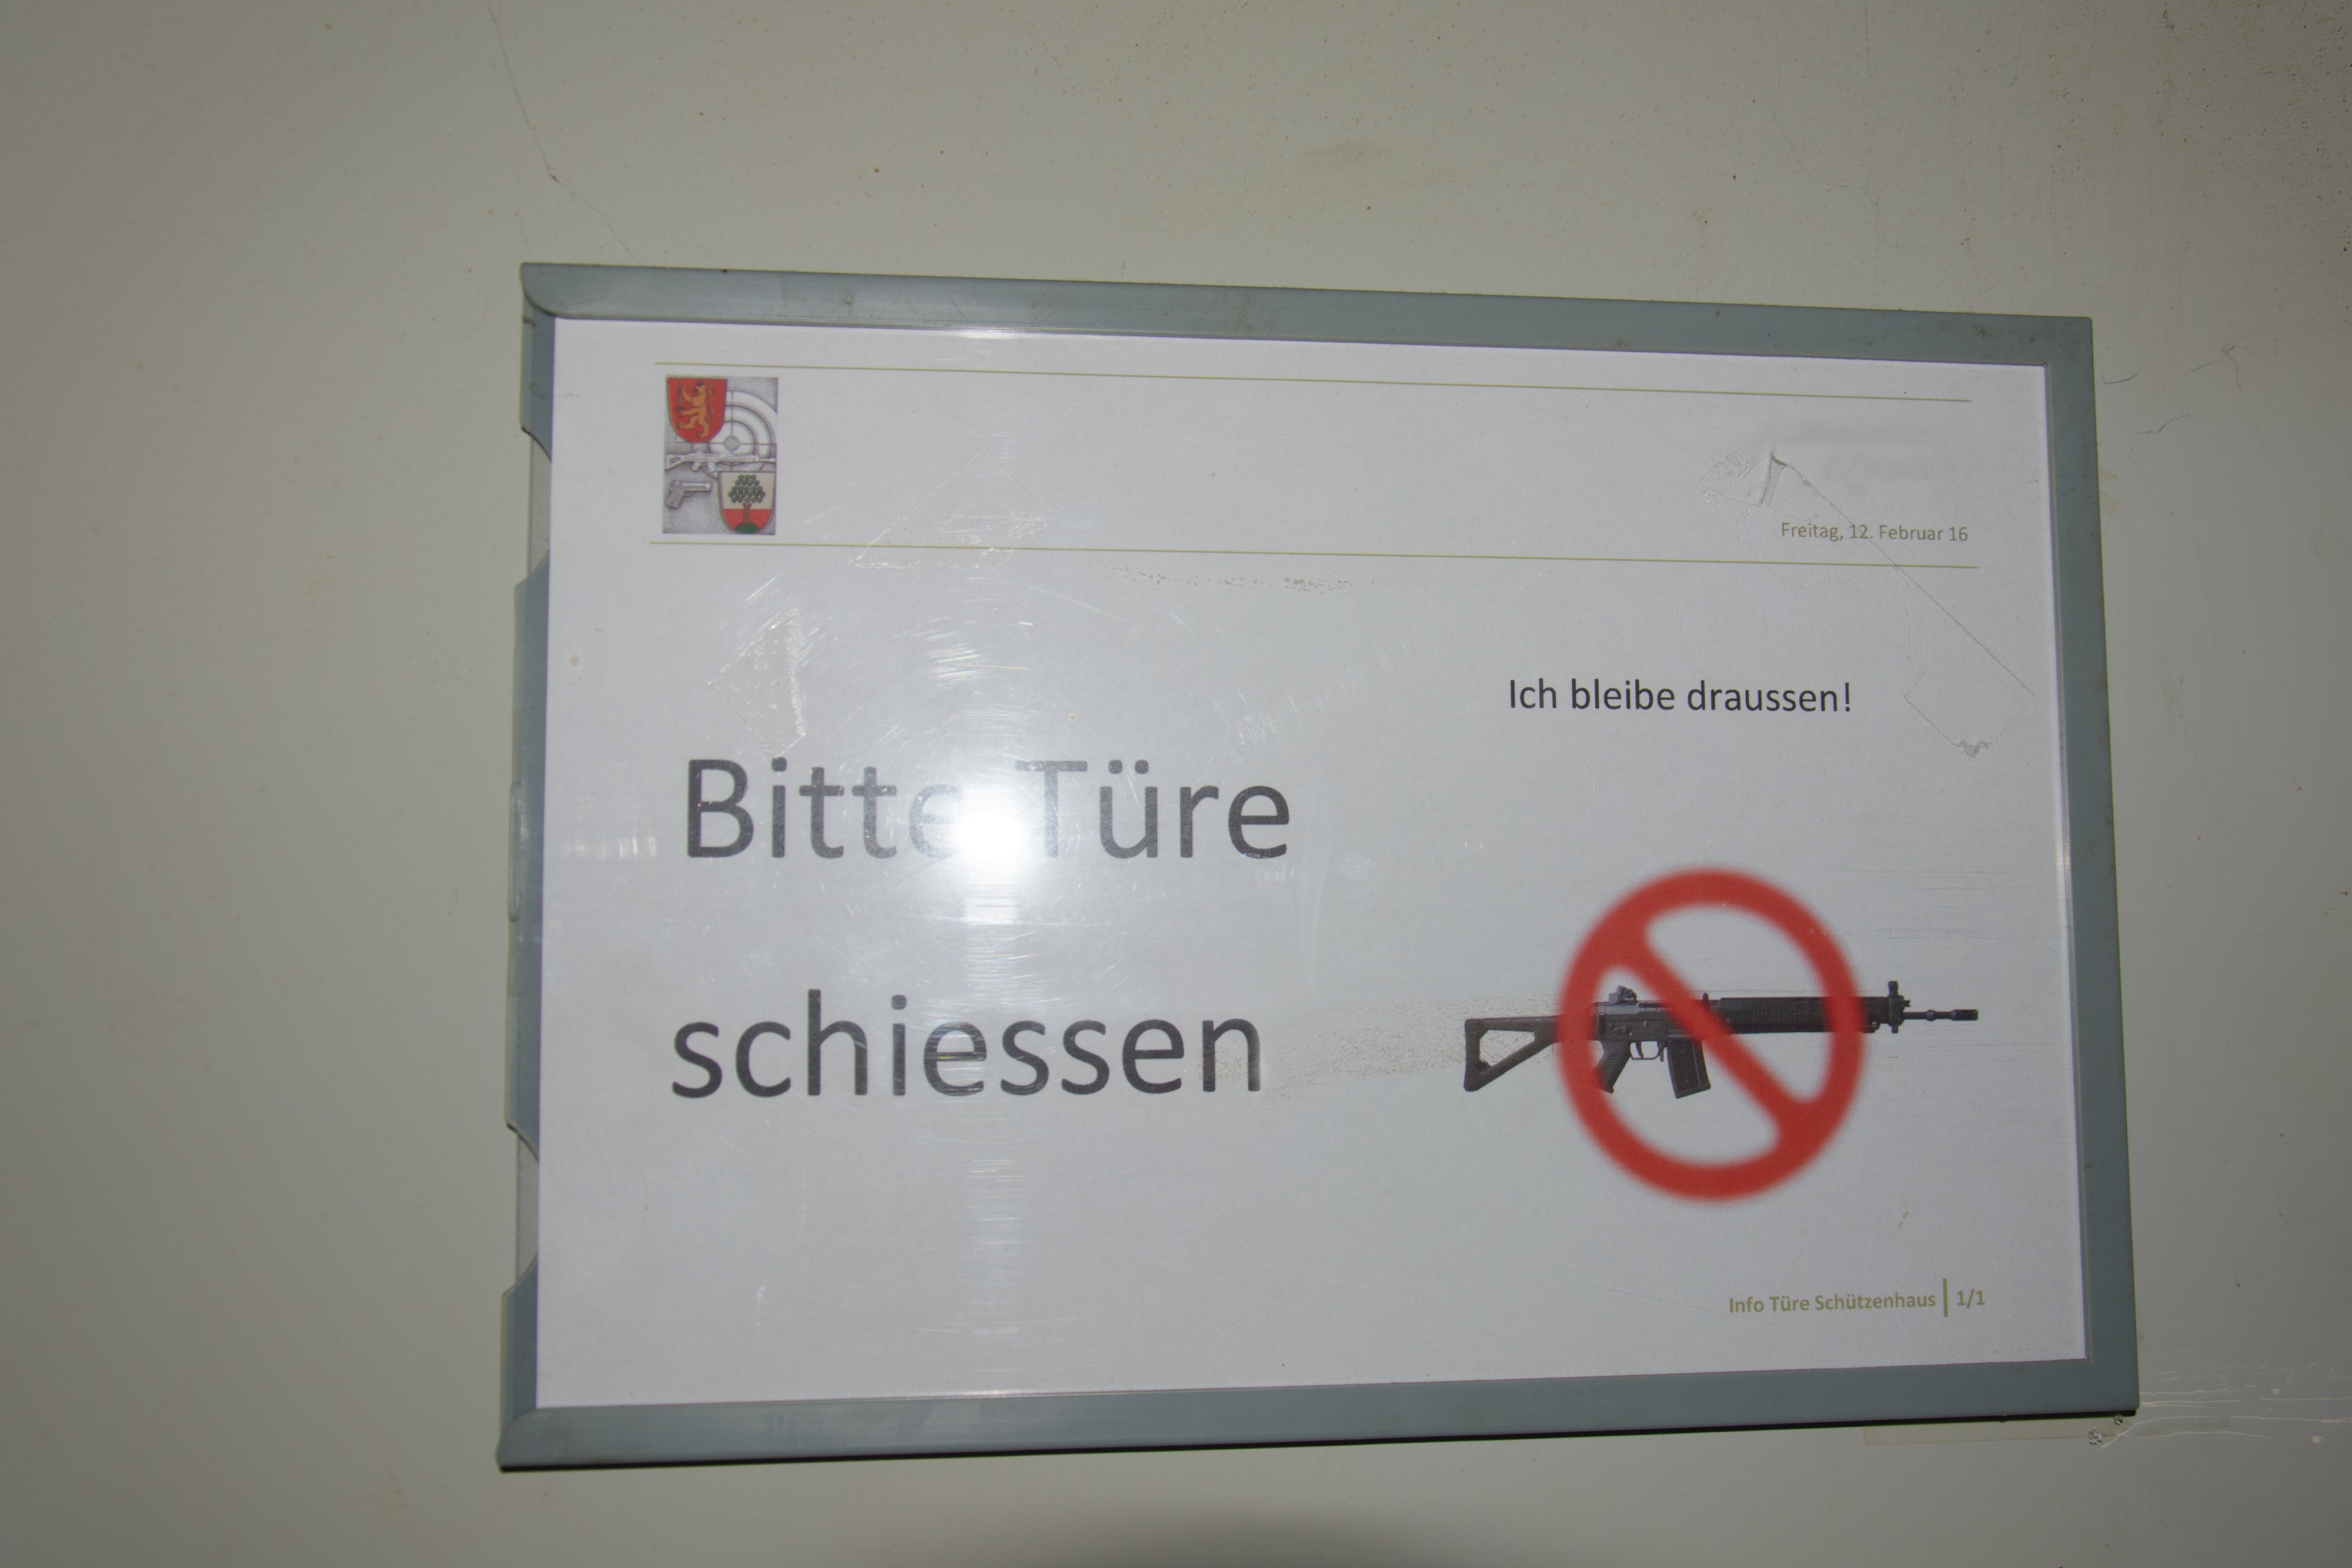 Freitag, 12. Februar 16
Ich bleibe draussen!
Bitte Türe
schiessen
Info Türe Schützenhaus | 1/1